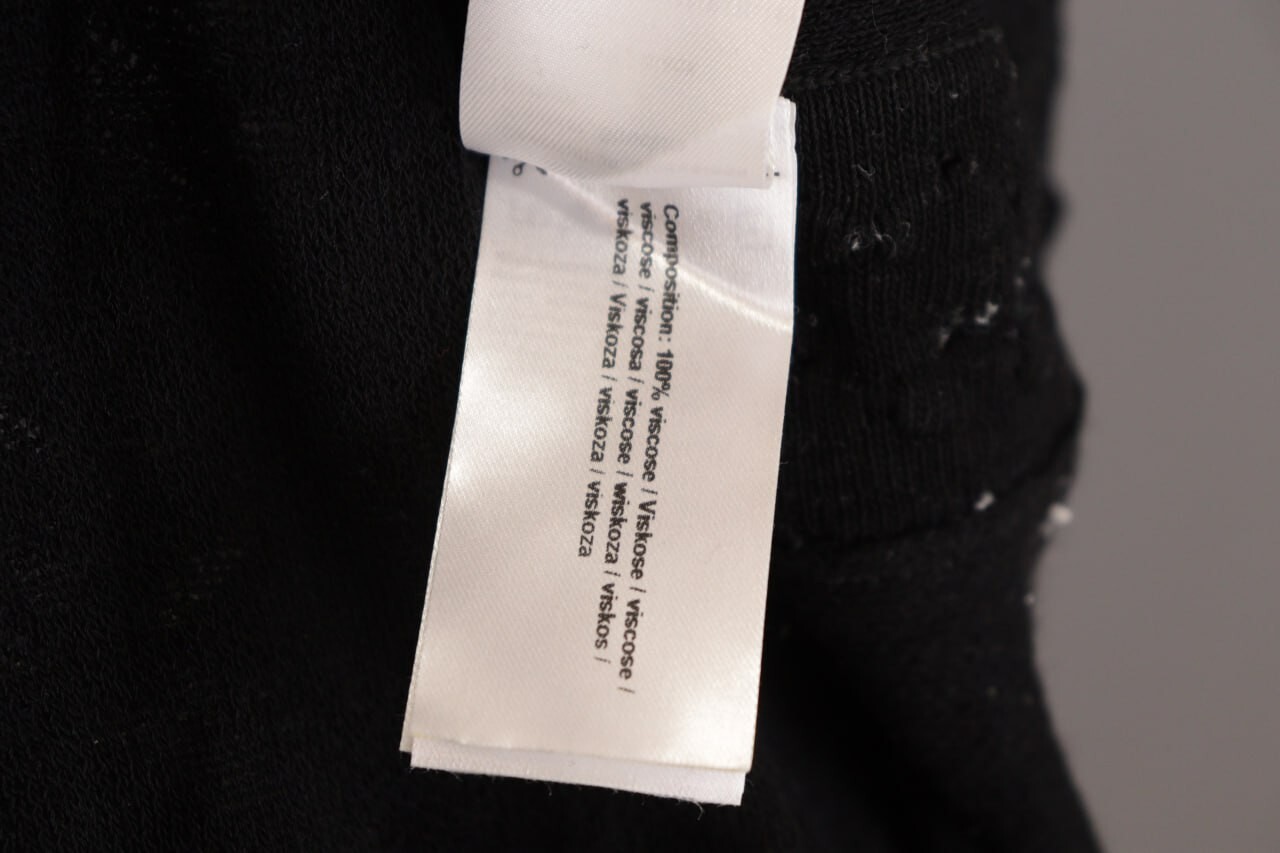 Composition: 100% viscose / Viskose / viscose /
viscose / viscosa / viscose / wiskoza / viskos /
viskoza / Viskoza / viskoza / viskoza